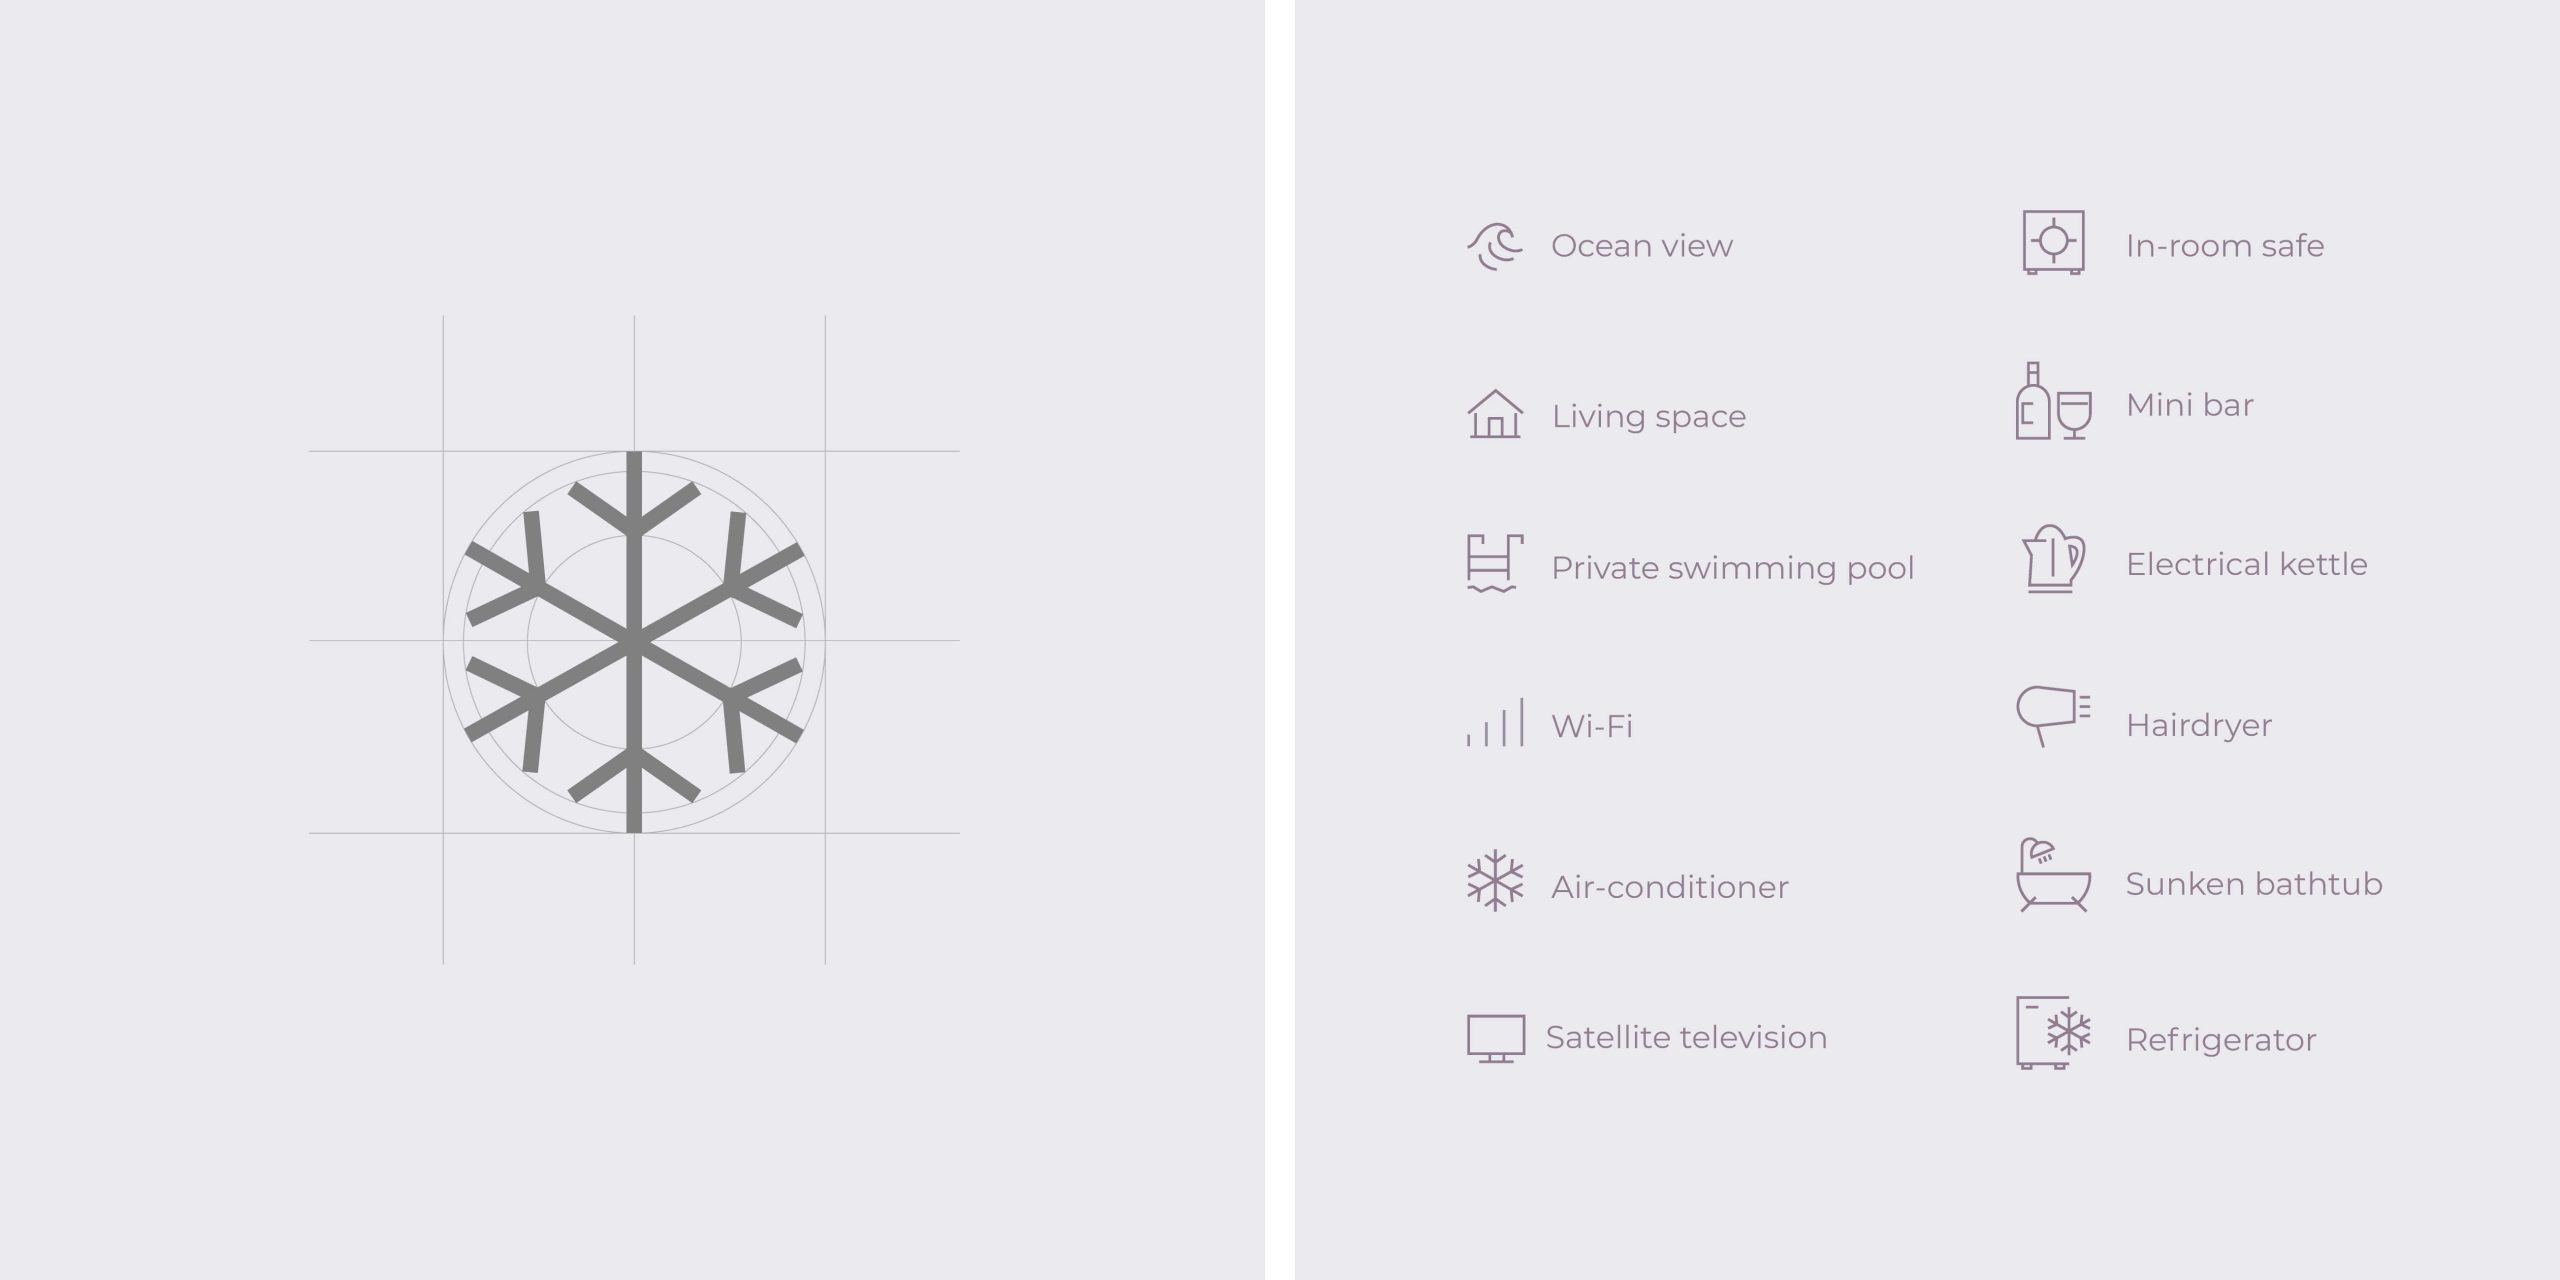 Ocean view
Living space
Private swimming pool
Wi-Fi
Air-conditioner
Satellite television
In-room safe
Mini bar
Electrical kettle
Hairdryer
Sunken bathtub
Refrigerator